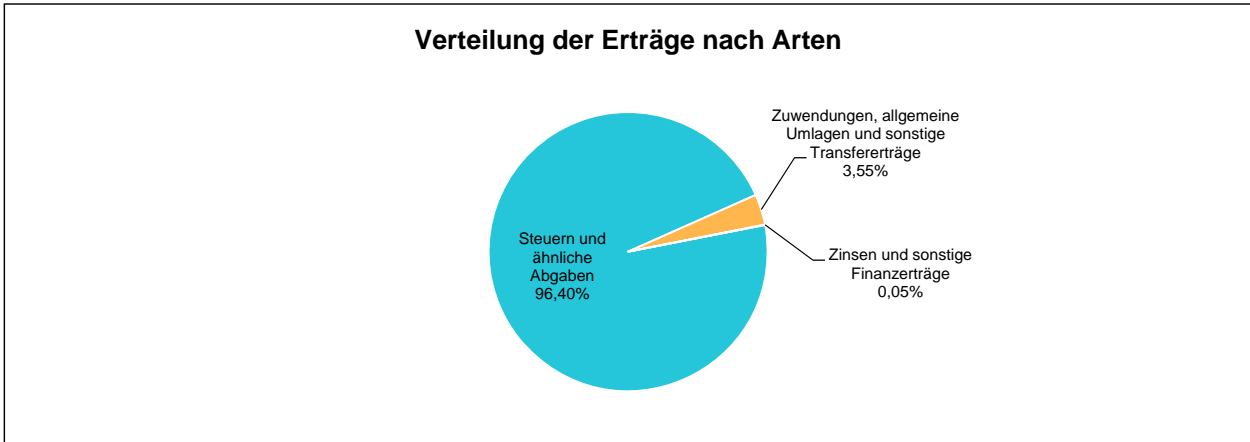 Verteilung der Erträge nach Arten
Zuwendungen, allgemeine
Umlagen und sonstige
Transfererträge
3,55%
Steuern und
ähnliche
Abgaben
96,40%
Zinsen und sonstige
Finanzerträge
0,05%